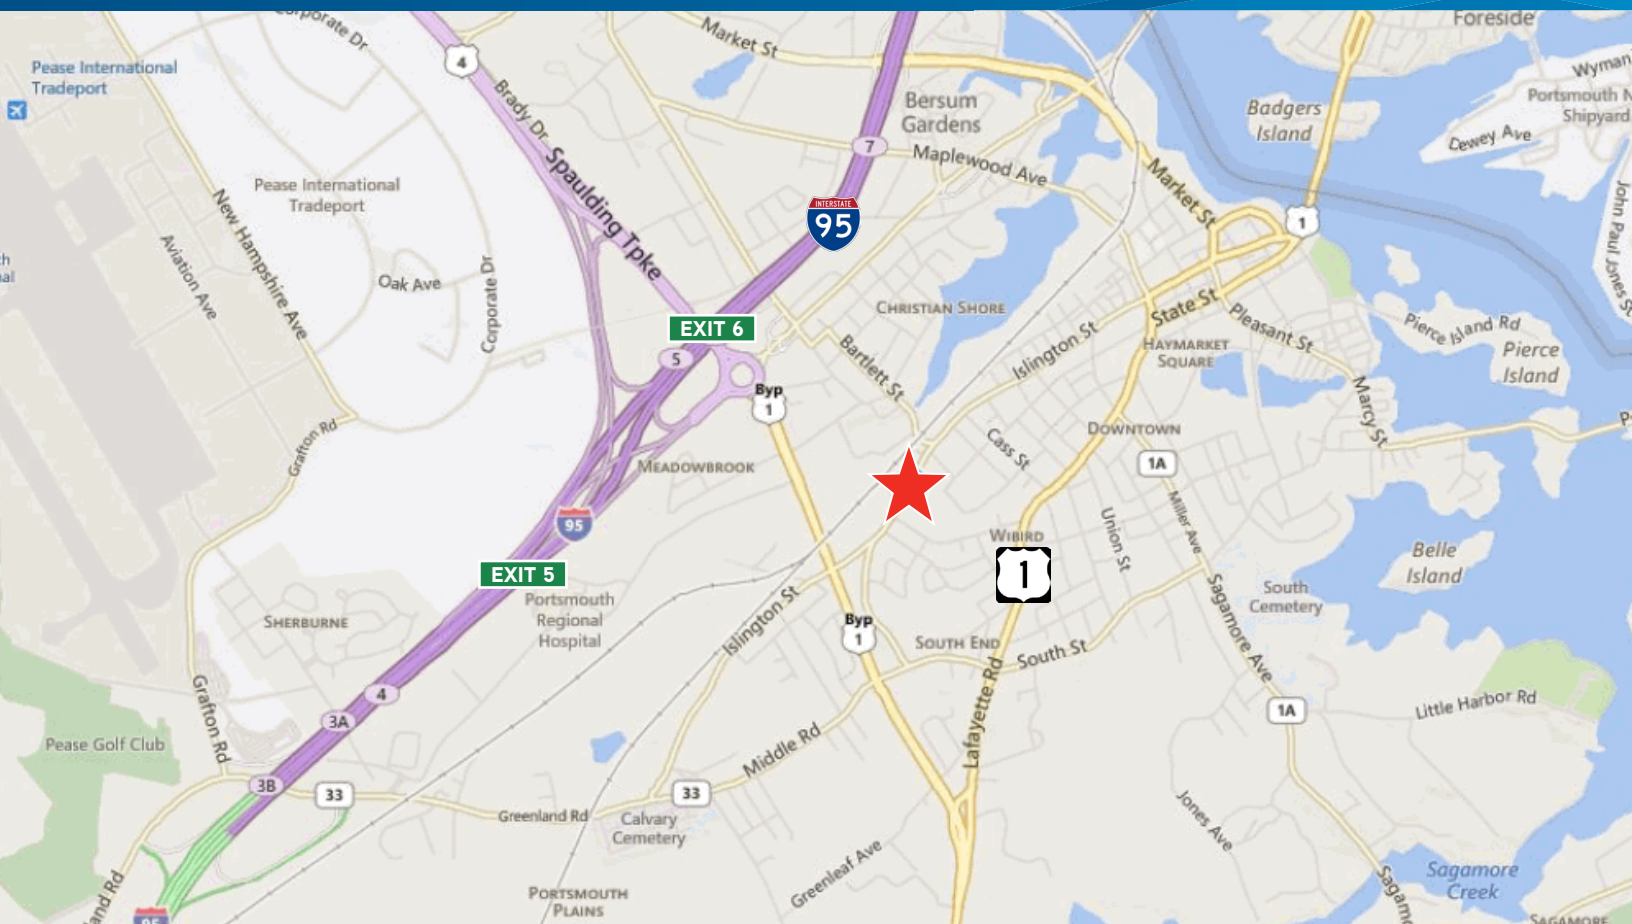 Corporate Dr
Market St
Foreside
4
Pease International
Tradeport
Wyman
Brady Dr
Bersum
Gardens
Badgers
Island
Portsmouth N
Shipyard
Dewey Ave
7
Maplewood Ave
Spaulding Tpke
Market St
Pease International
Tradeport
New Hampshire Ave
INTERSTATE
95
1
John Paul Jones S
Aviation Ave
Oak Ave
Corporate Dr
CHRISTIAN SHORE
State St
Pleasant St
Pierce Island Rd
EXIT 6
5
Bartlett St
Islington St
HAYMARKET
SQUARE
Pierce
Island
Byp
1
Marcy St
Grafton Rd
MEADOWBROOK
Cass St
DOWNTOWN
1A
95
Miller Ave
Union St
WIBIRD
1
Belle
Island
EXIT 5
Portsmouth
Regional
Hospital
SHERBURNE
Islington St
Byp
1
SOUTH END
South St
Sagamore Ave
South
Cemetery
Grafton Rd
4
3A
Lafayette Rd
1A
Little Harbor Rd
Pease Golf Club
Middle Rd
3B
33
33
Greenland Rd
Calvary
Cemetery
Jones Ave
Greenleaf Ave
Sagamore
Creek
PORTSMOUTH
PLAINS
land Rd
Sagamo
SAGAMORE
95